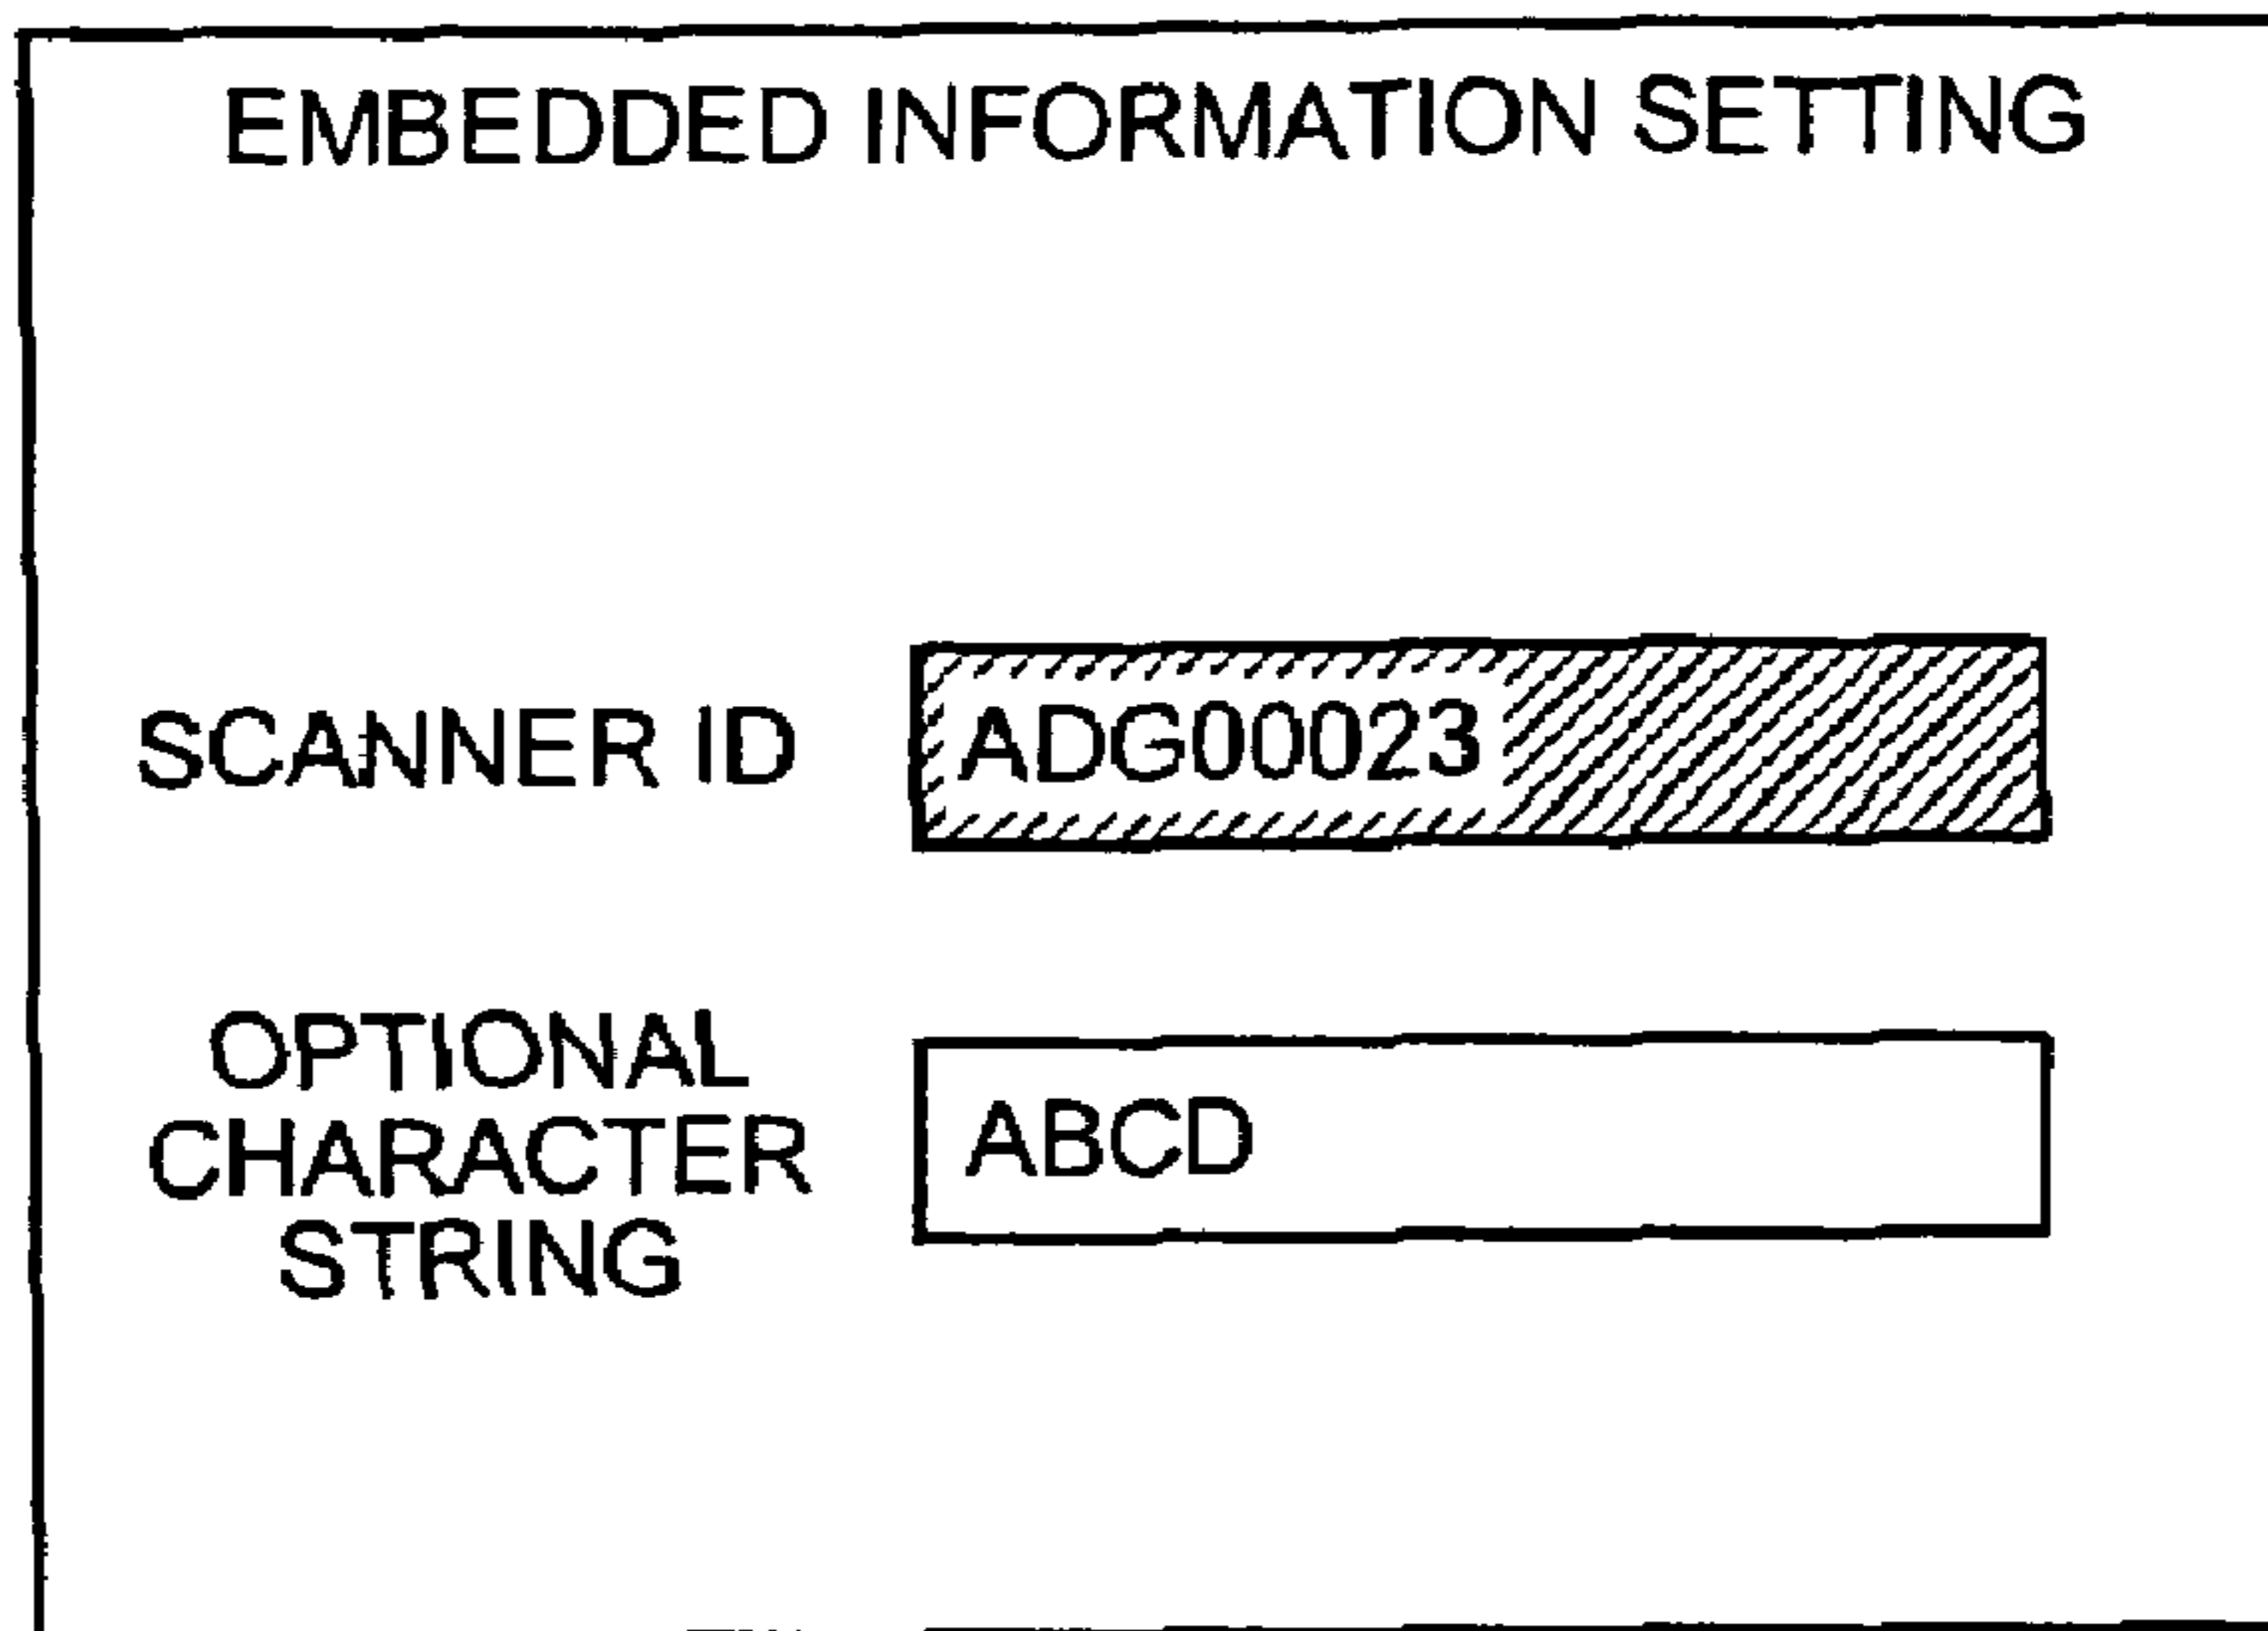 EMBEDDED INFORMATION SETTING
SCANNER ID ADG00023
OPTIONAL
CHARACTER ABCD
STRING